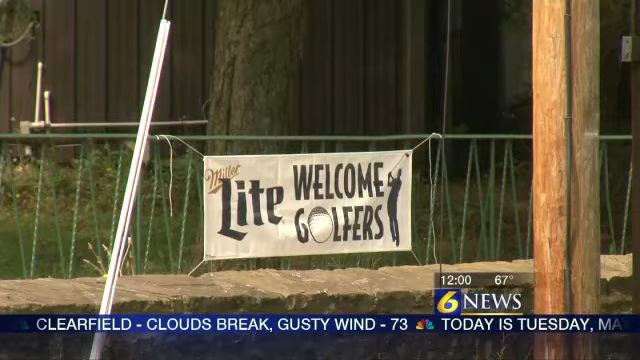 Miller
Lite WELCOME
GOLFERS
12:00 67°
6 NEWS
CLEARFIELD - CLOUDS BREAK, GUSTY WIND - 73 TODAY IS TUESDAY, MA